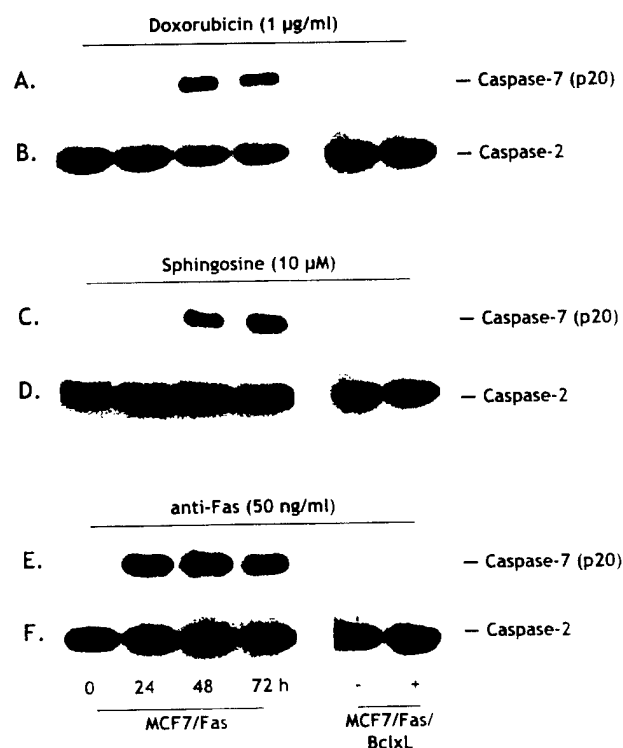 Doxorubicin (1 µg/ml)
A. – Caspase-7 (p20)
B. – Caspase-2
Sphingosine (10 µM)
C. – Caspase-7 (p20)
D. – Caspase-2
anti-Fas (50 ng/ml)
E. – Caspase-7 (p20)
F. – Caspase-2
0 24 48 72 h - +
MCF7/Fas MCF7/Fas/
BclxL